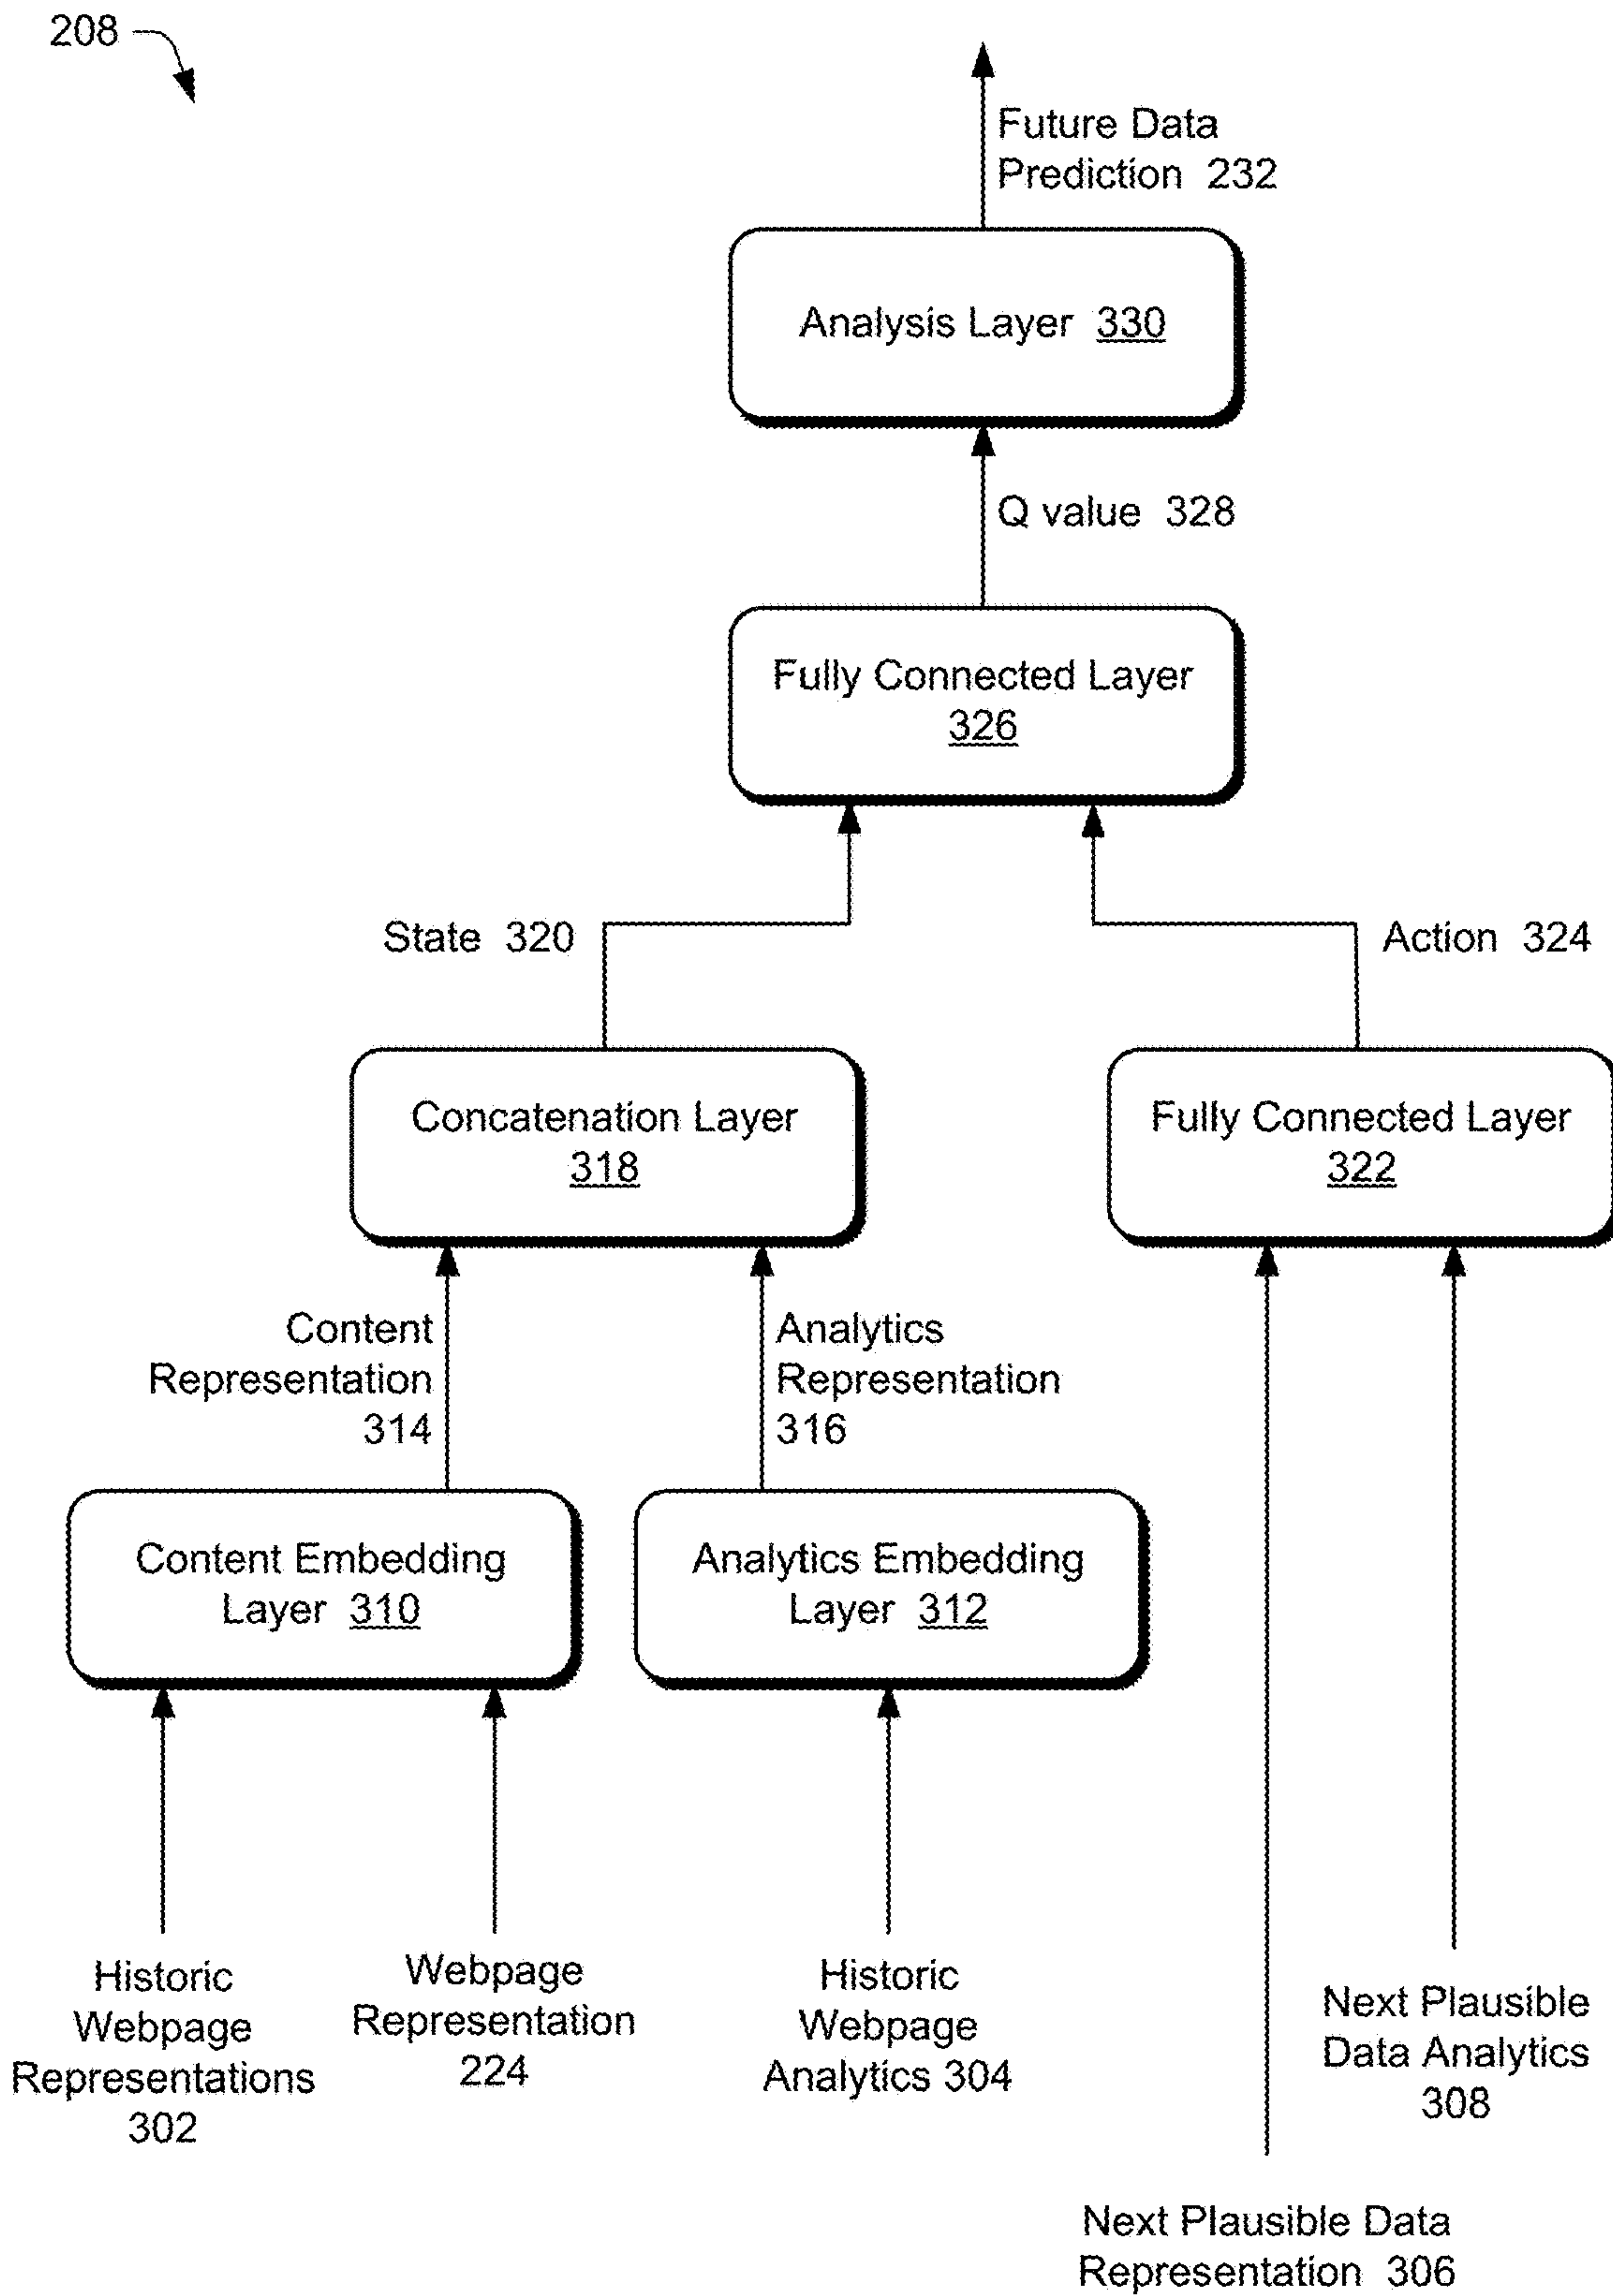 208
Future Data
Prediction 232
Analysis Layer 330
Q value 328
Fully Connected Layer
326
State 320
Action 324
Concatenation Layer
318
Fully Connected Layer
322
Content
Representation
314
Analytics
Representation
316
Content Embedding
Layer 310
Analytics Embedding
Layer 312
Historic
Webpage
Representations
302
Webpage
Representation
224
Historic
Webpage
Analytics 304
Next Plausible
Data Analytics
308
Next Plausible Data
Representation 306